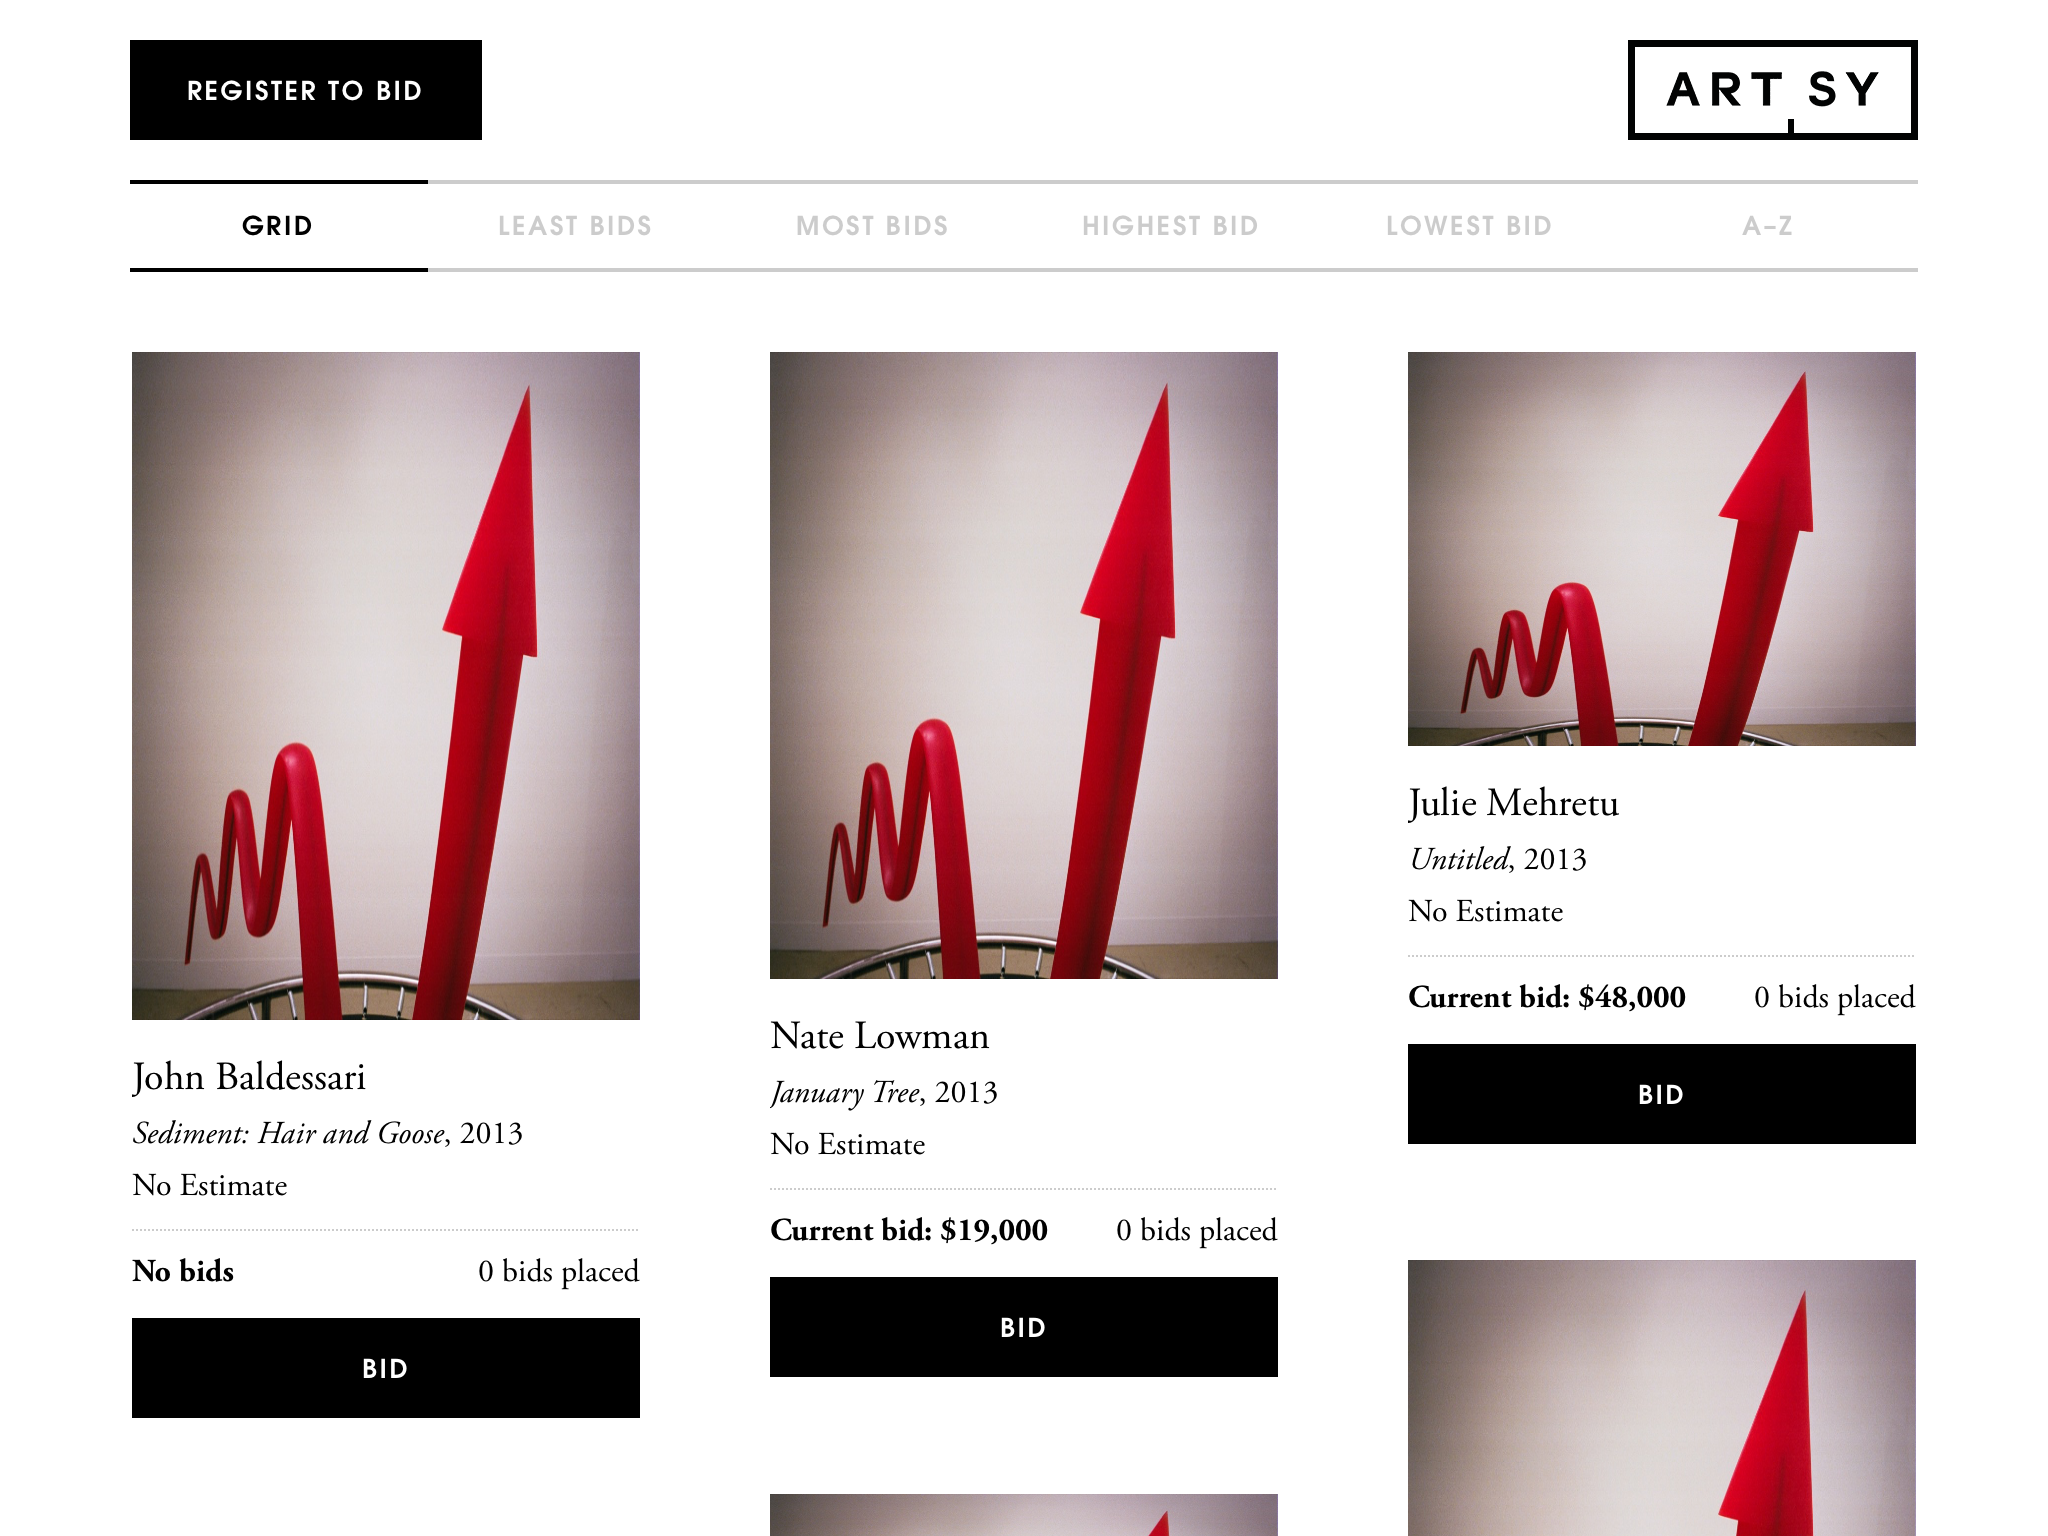 REGISTER TO BID
ART SY
GRID LEAST BIDS MOST BIDS HIGHEST BID LOWEST BID A–Z
John Baldessari
Sediment: Hair and Goose, 2013
No Estimate
No bids 0 bids placed
BID
Nate Lowman
January Tree, 2013
No Estimate
Current bid: $19,000 0 bids placed
BID
Julie Mehretu
Untitled, 2013
No Estimate
Current bid: $48,000 0 bids placed
BID